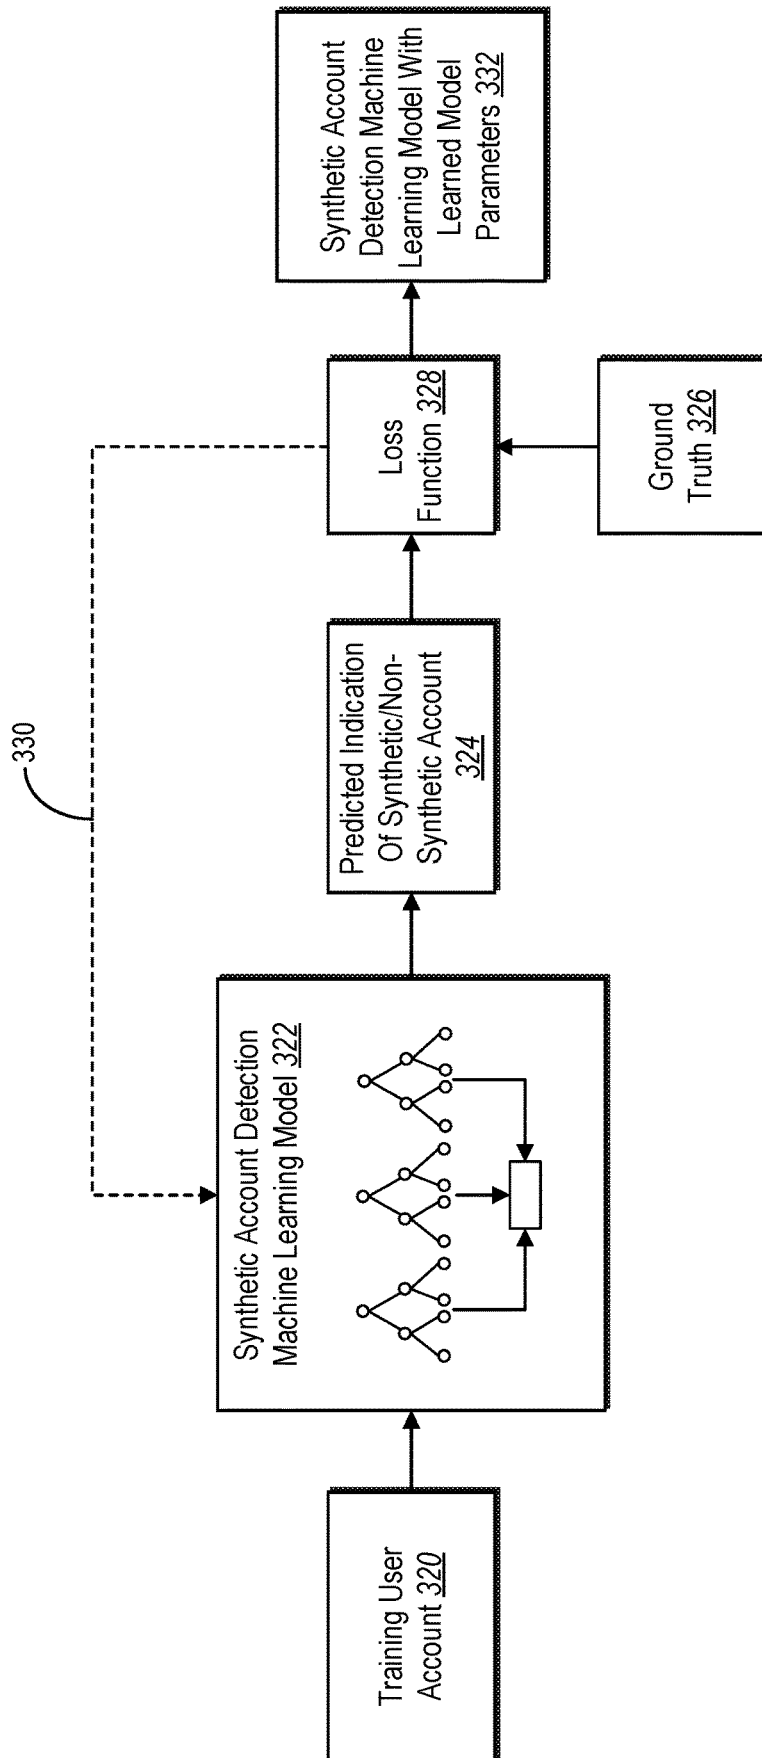 Training User
Account 320
Synthetic Account Detection
Machine Learning Model 322
330
Predicted Indication
Of Synthetic/Non-
Synthetic Account
324
Loss
Function 328
Ground
Truth 326
Synthetic Account
Detection Machine
Learning Model With
Learned Model
Parameters 332